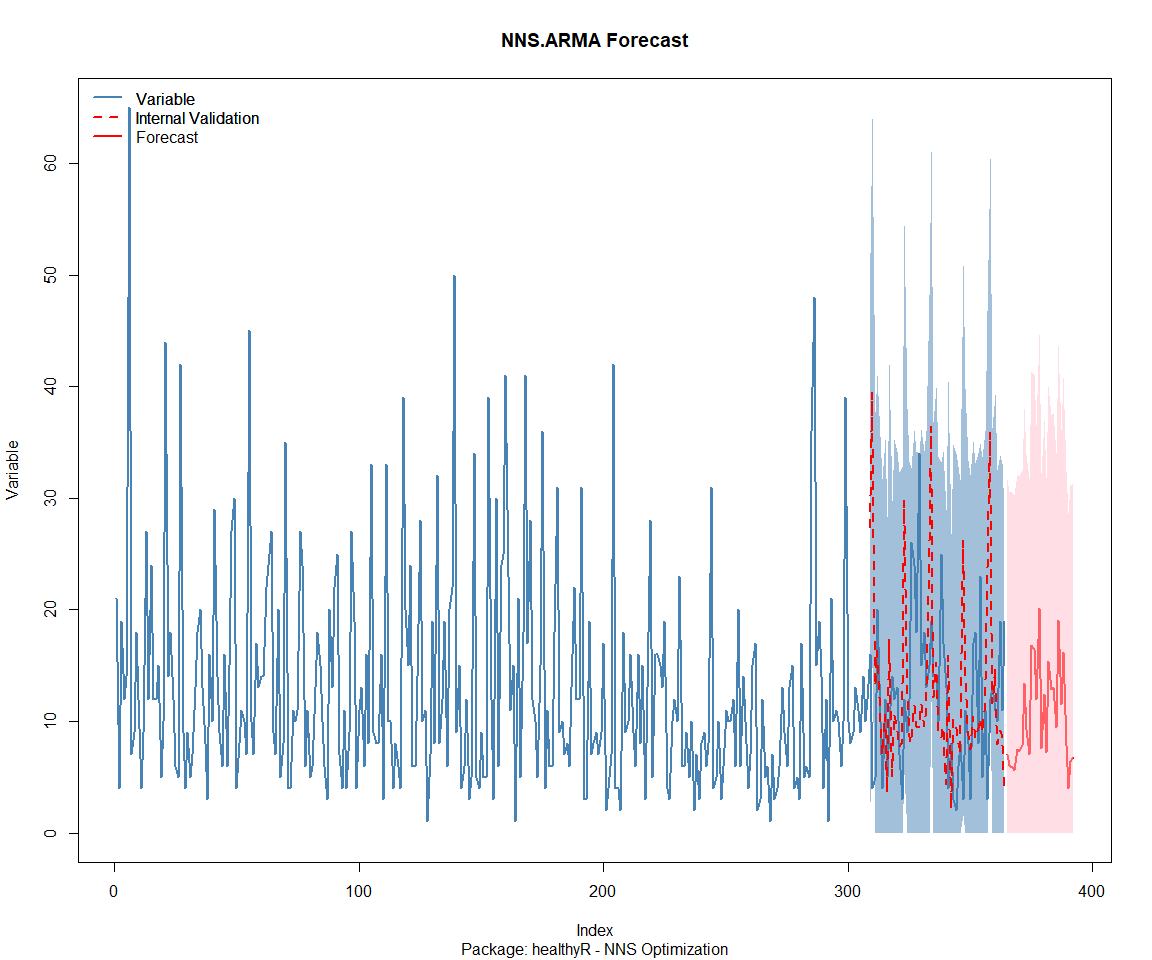 NNS.ARMA Forecast
Variable
Internal Validation
Forecast
Variable
60
50
40
30
20
10
0
0 100 200 300 400
Index
Package: healthyR - NNS Optimization